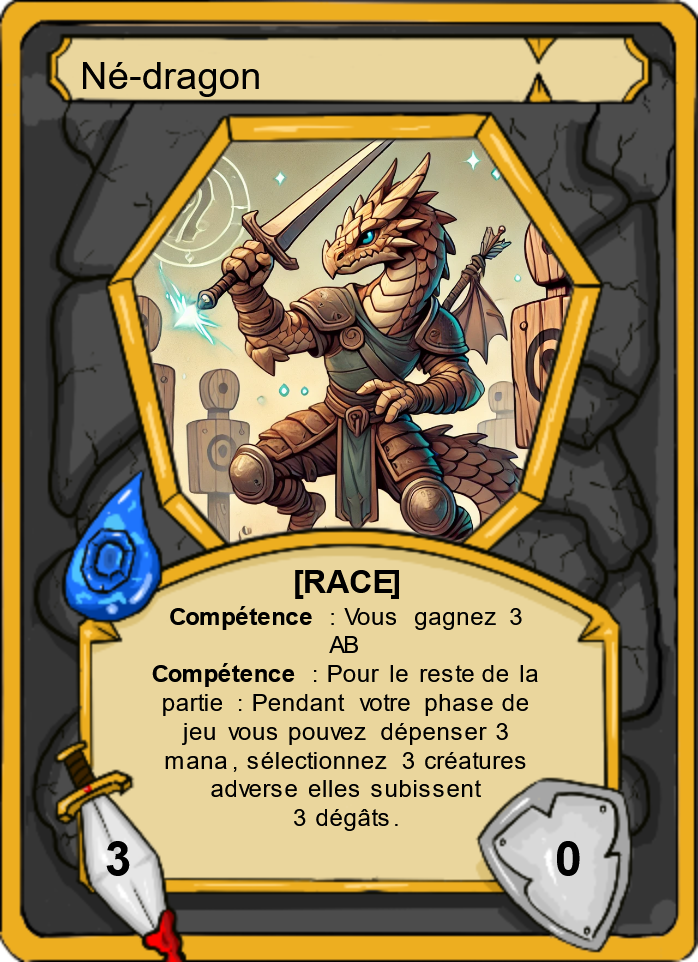 Né-dragon
[RACE]
Compétence : Vous gagnez 3
AB
Compétence : Pour le reste de la
partie : Pendant votre phase de
jeu vous pouvez dépenser 3
mana, sélectionnez 3 créatures
adverse elles subissent
3 dégâts.
3
0